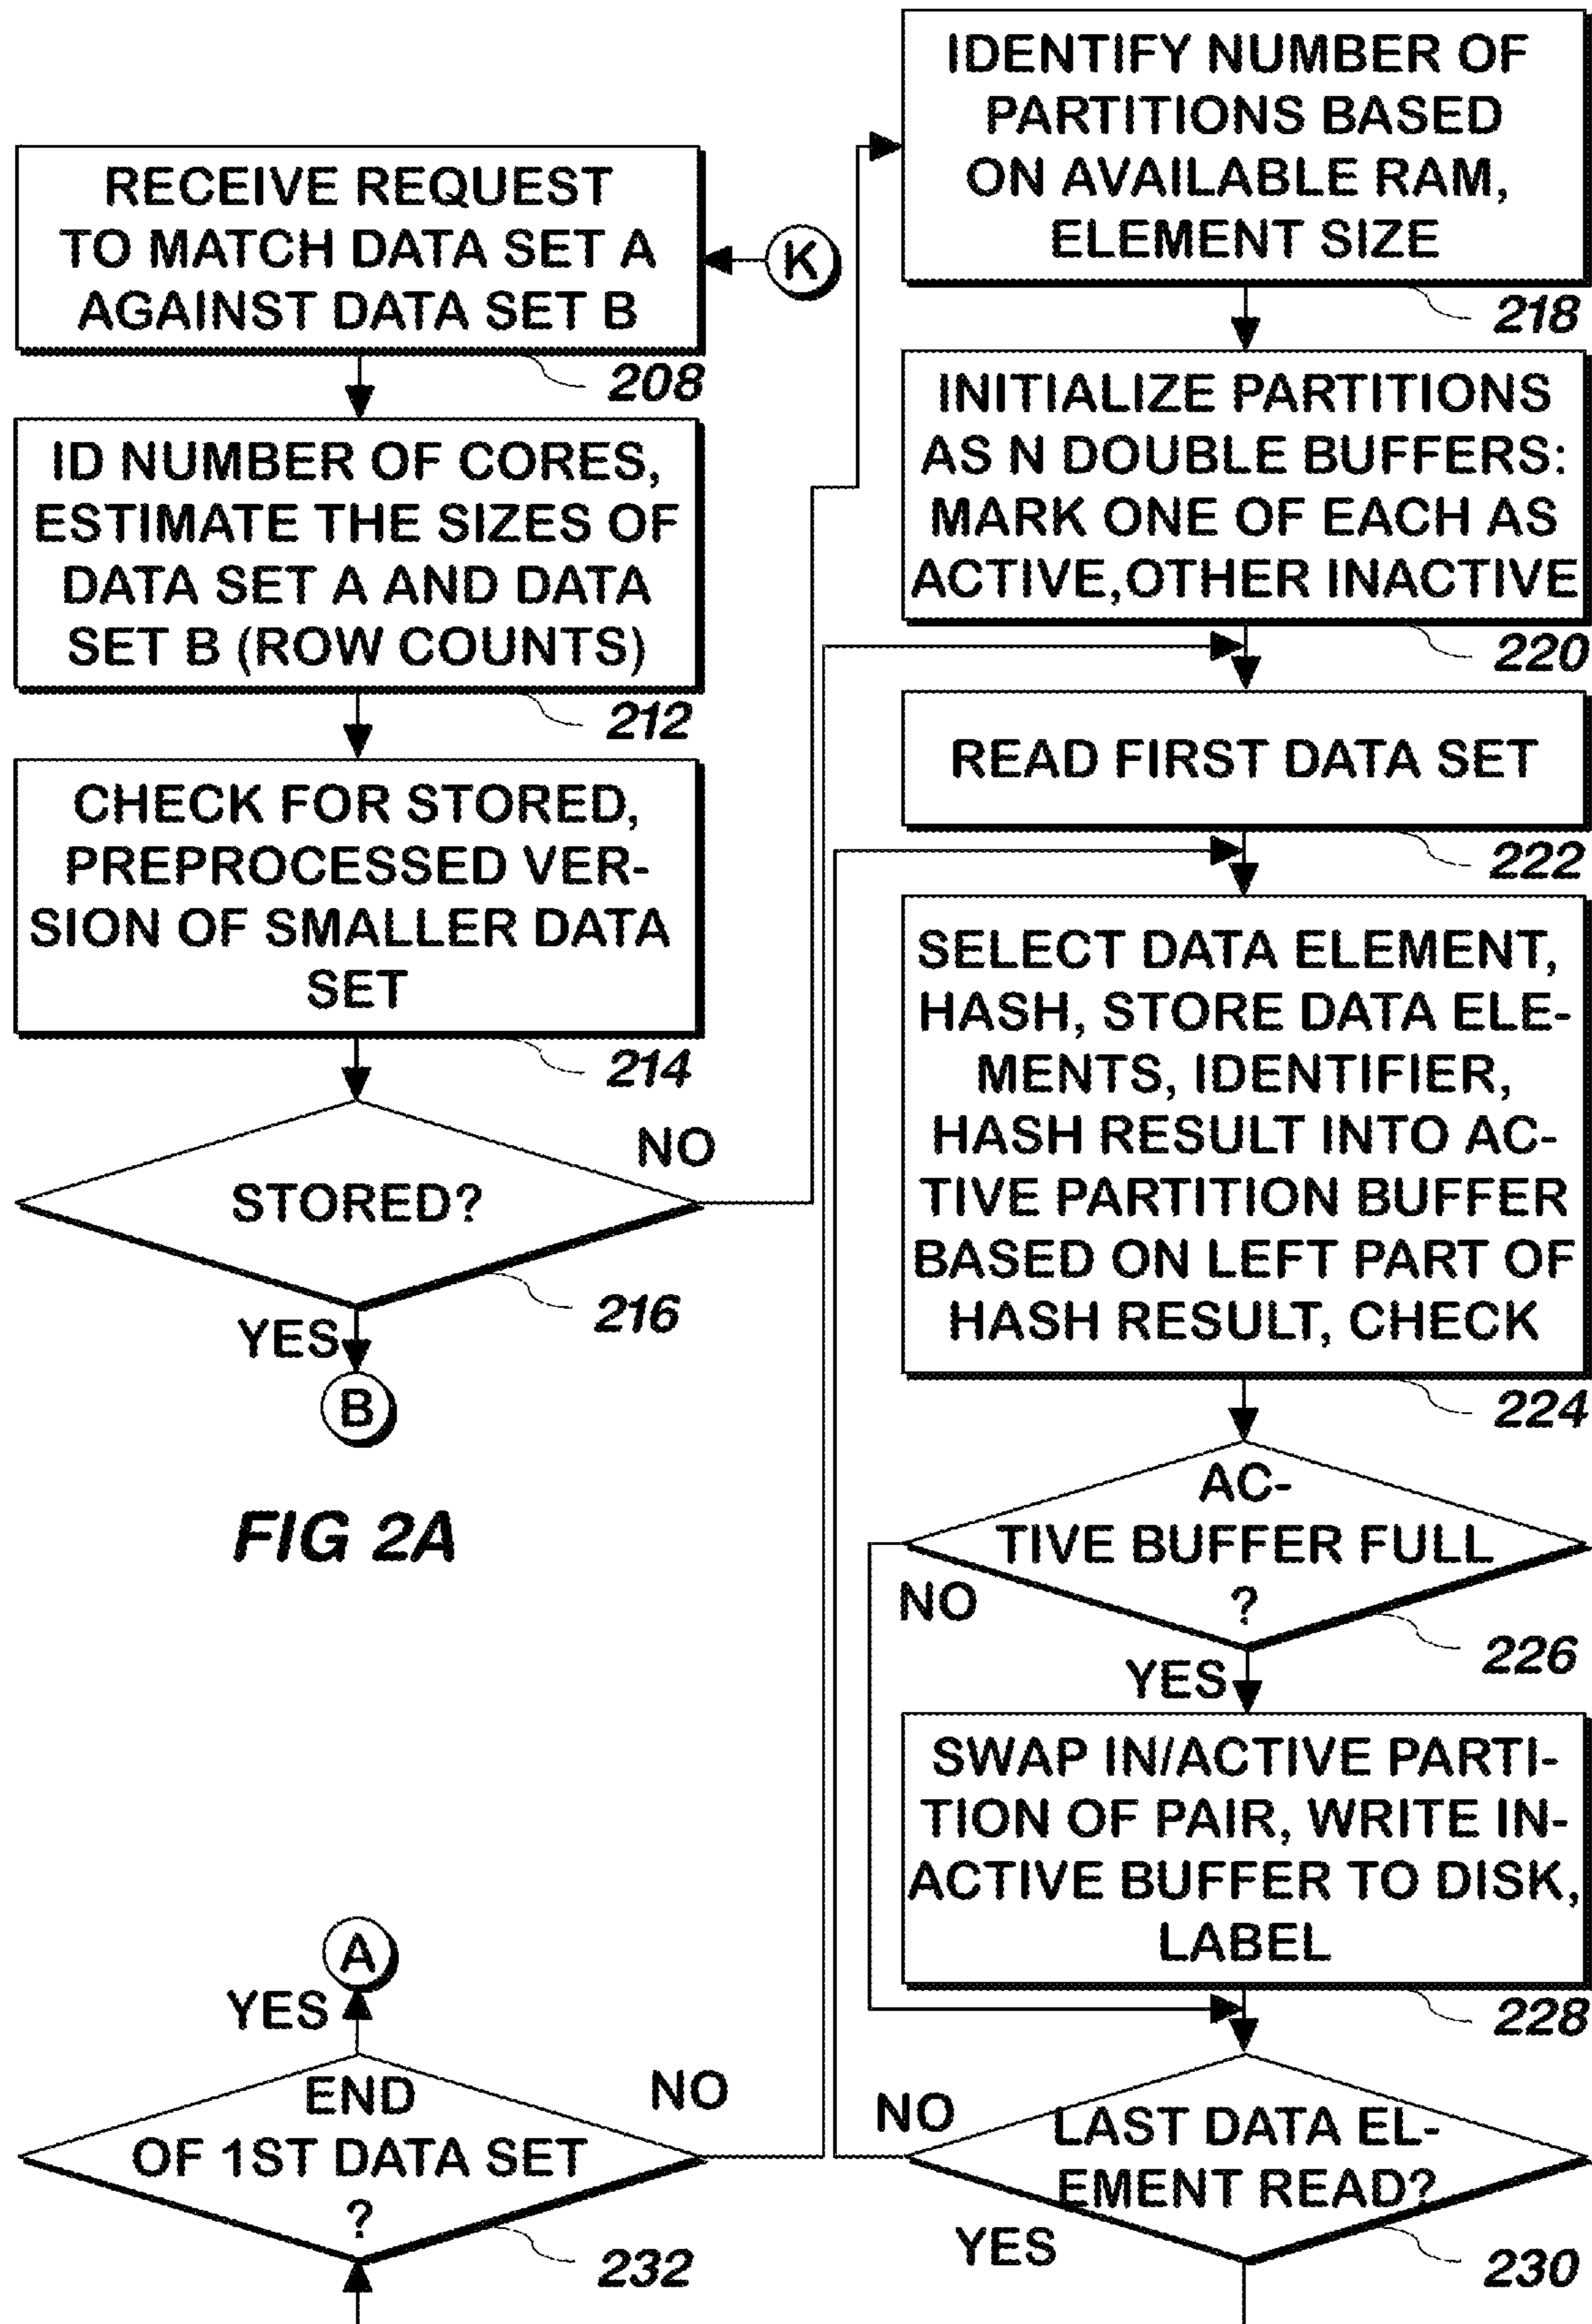 RECEIVE REQUEST
TO MATCH DATA SET A
AGAINST DATA SET B
K
208
ID NUMBER OF CORES,
ESTIMATE THE SIZES OF
DATA SET A AND DATA
SET B (ROW COUNTS)
212
CHECK FOR STORED,
PREPROCESSED VER-
SION OF SMALLER DATA
SET
214
STORED?
NO
216
YES
B
FIG 2A
A
YES
END
OF 1ST DATA SET
?
NO
232
IDENTIFY NUMBER OF
PARTITIONS BASED
ON AVAILABLE RAM,
ELEMENT SIZE
218
INITIALIZE PARTITIONS
AS N DOUBLE BUFFERS:
MARK ONE OF EACH AS
ACTIVE,OTHER INACTIVE
220
READ FIRST DATA SET
222
SELECT DATA ELEMENT,
HASH, STORE DATA ELE-
MENTS, IDENTIFIER,
HASH RESULT INTO AC-
TIVE PARTITION BUFFER
BASED ON LEFT PART OF
HASH RESULT, CHECK
224
AC-
TIVE BUFFER FULL
?
NO
226
YES
SWAP IN/ACTIVE PARTI-
TION OF PAIR, WRITE IN-
ACTIVE BUFFER TO DISK,
LABEL
228
NO
LAST DATA EL-
EMENT READ?
YES
230